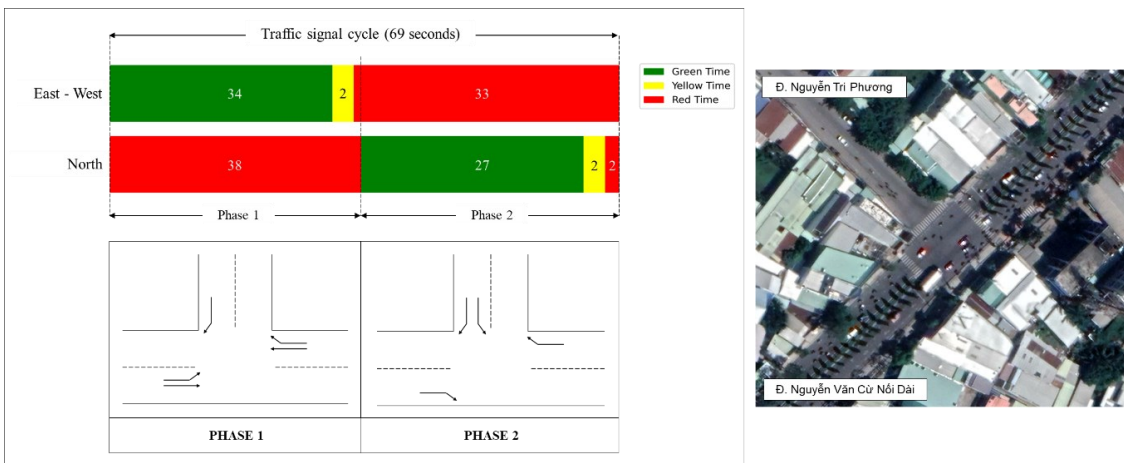 Traffic signal cycle (69 seconds)
East - West
34
2
33
Green Time
Yellow Time
Red Time
North
38
27
2
2
Phase 1
Phase 2
PHASE 1
PHASE 2
Đ. Nguyễn Tri Phương
Đ. Nguyễn Văn Cừ Nối Dài